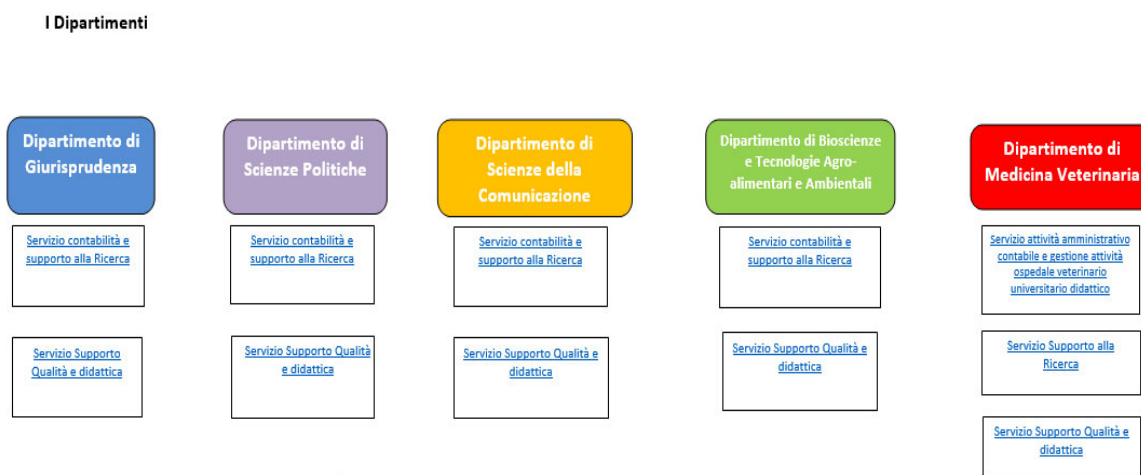 I Dipartimenti
Dipartimento di
Giurisprudenza
Dipartimento di
Scienze Politiche
Dipartimento di
Scienze della
Comunicazione
Dipartimento di Bioscienze
e Tecnologie Agro-
alimentari e Ambientali
Dipartimento di
Medicina Veterinaria
Servizio contabilità e
supporto alla Ricerca
Servizio contabilità e
supporto alla Ricerca
Servizio contabilità e
supporto alla Ricerca
Servizio contabilità e
supporto alla Ricerca
Servizio attività amministrativo
contabile e gestione attività
ospedale veterinario
universitario didattico
Servizio Supporto
Qualità e didattica
Servizio Supporto Qualità
e didattica
Servizio Supporto Qualità e
didattica
Servizio Supporto Qualità e
didattica
Servizio Supporto alla
Ricerca
Servizio Supporto Qualità e
didattica